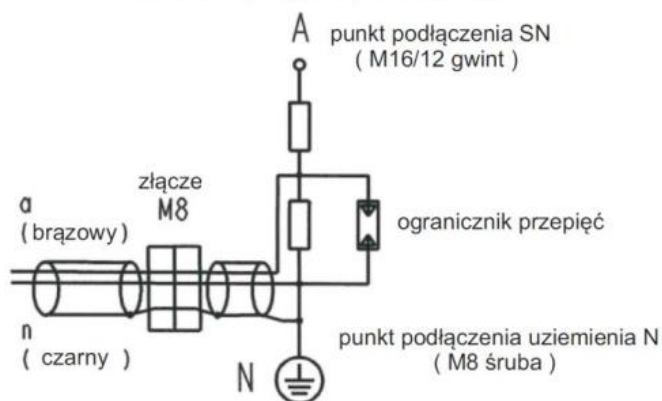 A
punkt podłączenia SN
( M16/12 gwint )
złącze
M8
a
( brązowy )
ogranicznik przepięć
n
( czarny )
N
punkt podłączenia uziemienia N
( M8 śruba )